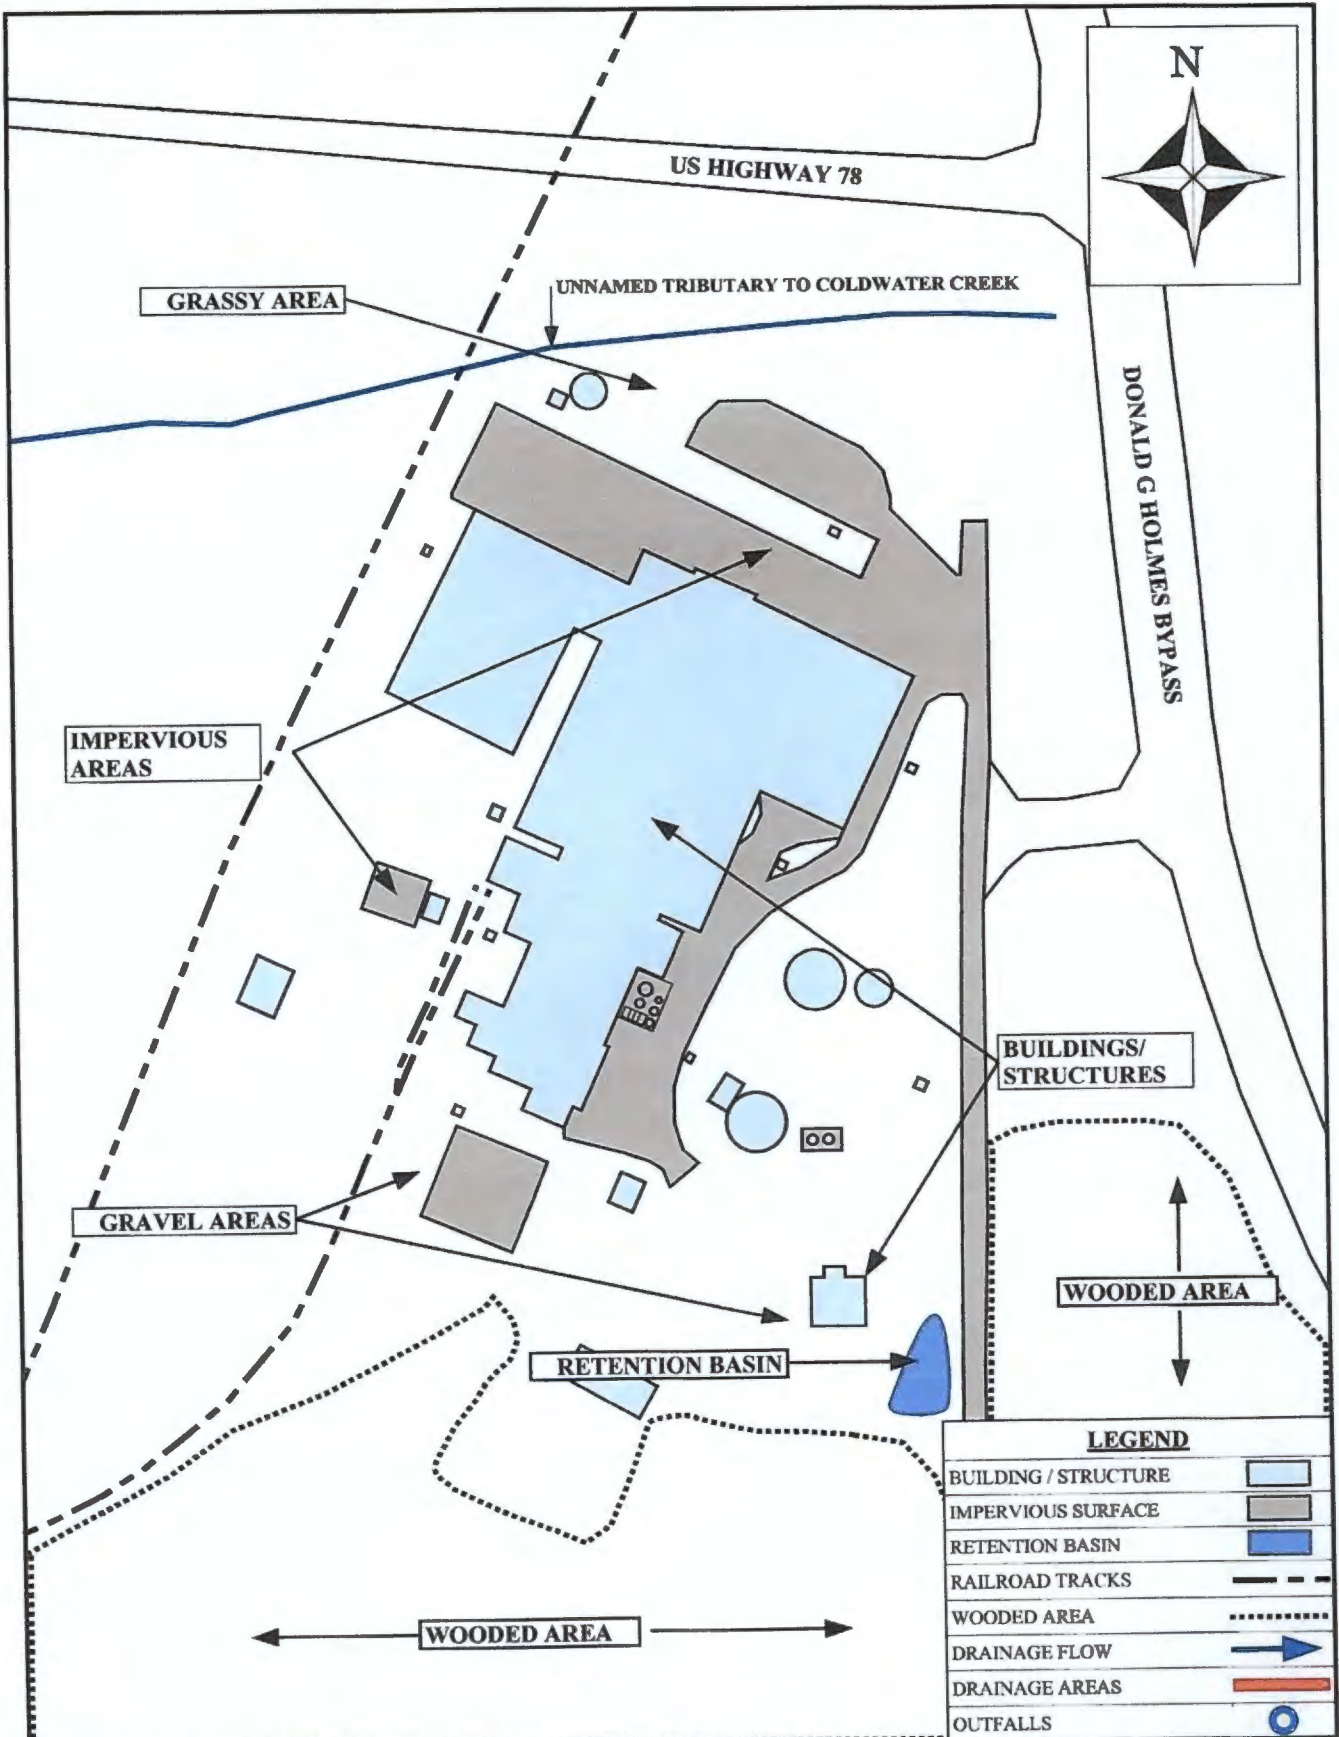 N
US HIGHWAY 78
UNNAMED TRIBUTARY TO COLDWATER CREEK
GRASSY AREA
DONALD G HOLMES BYPASS
IMPERVIOUS
AREAS
BUILDINGS/
STRUCTURES
GRAVEL AREAS
WOODED AREA
RETENTION BASIN
WOODED AREA
LEGEND
BUILDING / STRUCTURE
IMPERVIOUS SURFACE
RETENTION BASIN
RAILROAD TRACKS
WOODED AREA
DRAINAGE FLOW
DRAINAGE AREAS
OUTFALLS